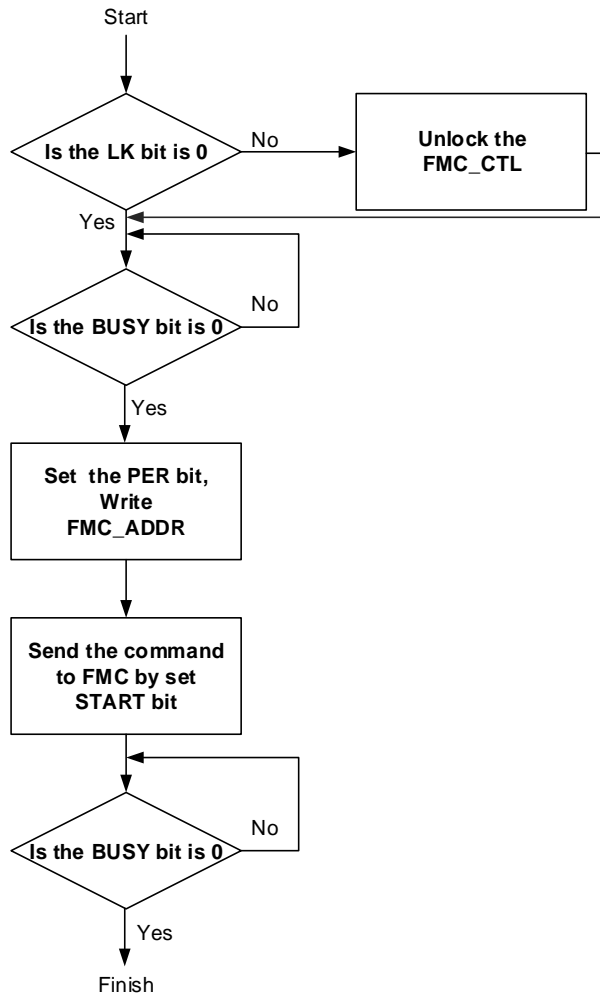 Start
Is the LK bit is 0
No
Unlock the
FMC_CTL
Yes
No
Is the BUSY bit is 0
Yes
Set the PER bit,
Write
FMC_ADDR
Send the command
to FMC by set
START bit
No
Is the BUSY bit is 0
Yes
Finish